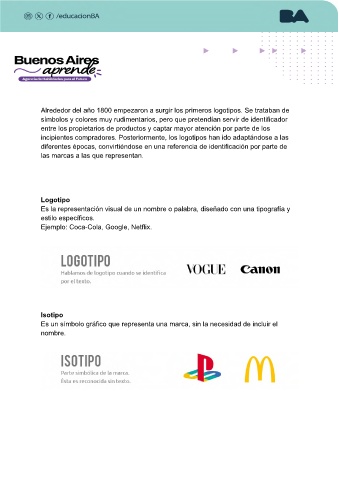 /educacionBA
BA
Buenos Aires
aprende
Agencia de Habilidades para el Futuro
Alrededor del año 1800 empezaron a surgir los primeros logotipos. Se trataban de
símbolos y colores muy rudimentarios, pero que pretendían servir de identificador
entre los propietarios de productos y captar mayor atención por parte de los
incipientes compradores. Posteriormente, los logotipos han ido adaptándose a las
diferentes épocas, convirtiéndose en una referencia de identificación por parte de
las marcas a las que representan.
Logotipo
Es la representación visual de un nombre o palabra, diseñado con una tipografía y
estilo específicos.
Ejemplo: Coca-Cola, Google, Netflix.
LOGOTIPO
Hablamos de logotipo cuando se identifica
por el texto.
VOGUE
Canon
Isotipo
Es un símbolo gráfico que representa una marca, sin la necesidad de incluir el
nombre.
ISOTIPO
Parte simbólica de la marca.
Ésta es reconocida sin texto.